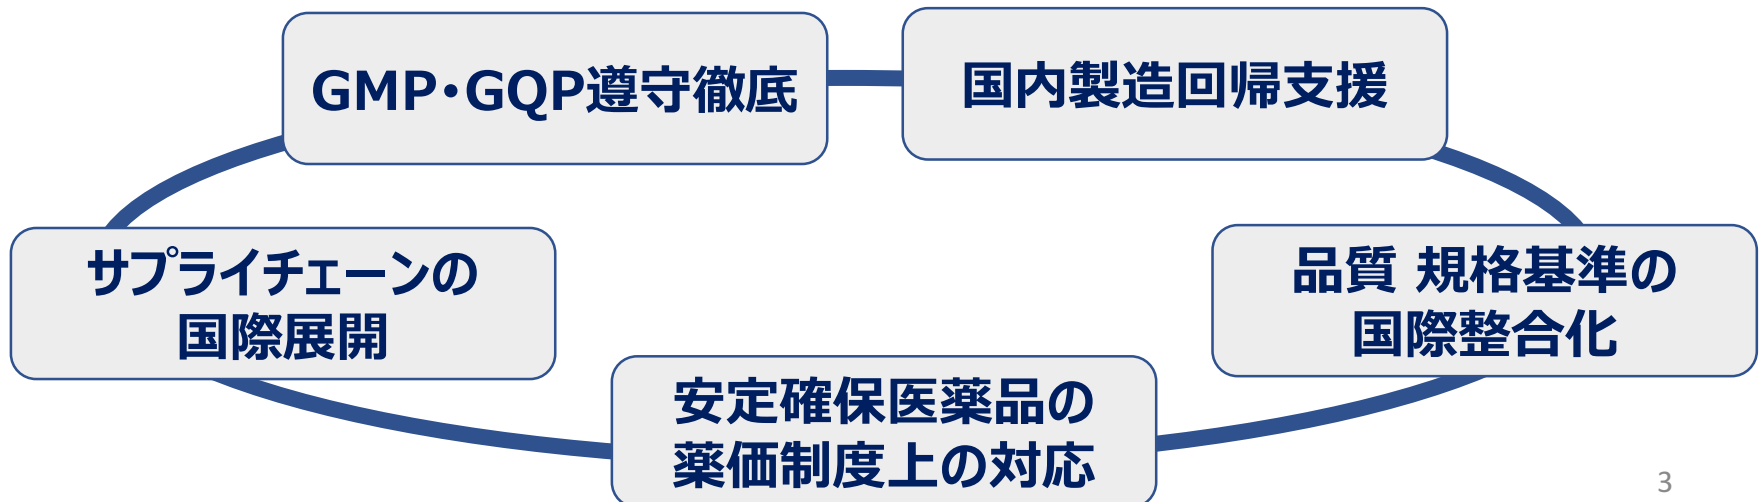 GMP・GQP遵守徹底
国内製造回帰支援
サプライチェーンの
国際展開
品質 規格基準の
国際整合化
安定確保医薬品の
薬価制度上の対応
3